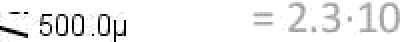 500.0µ = 2.3·10